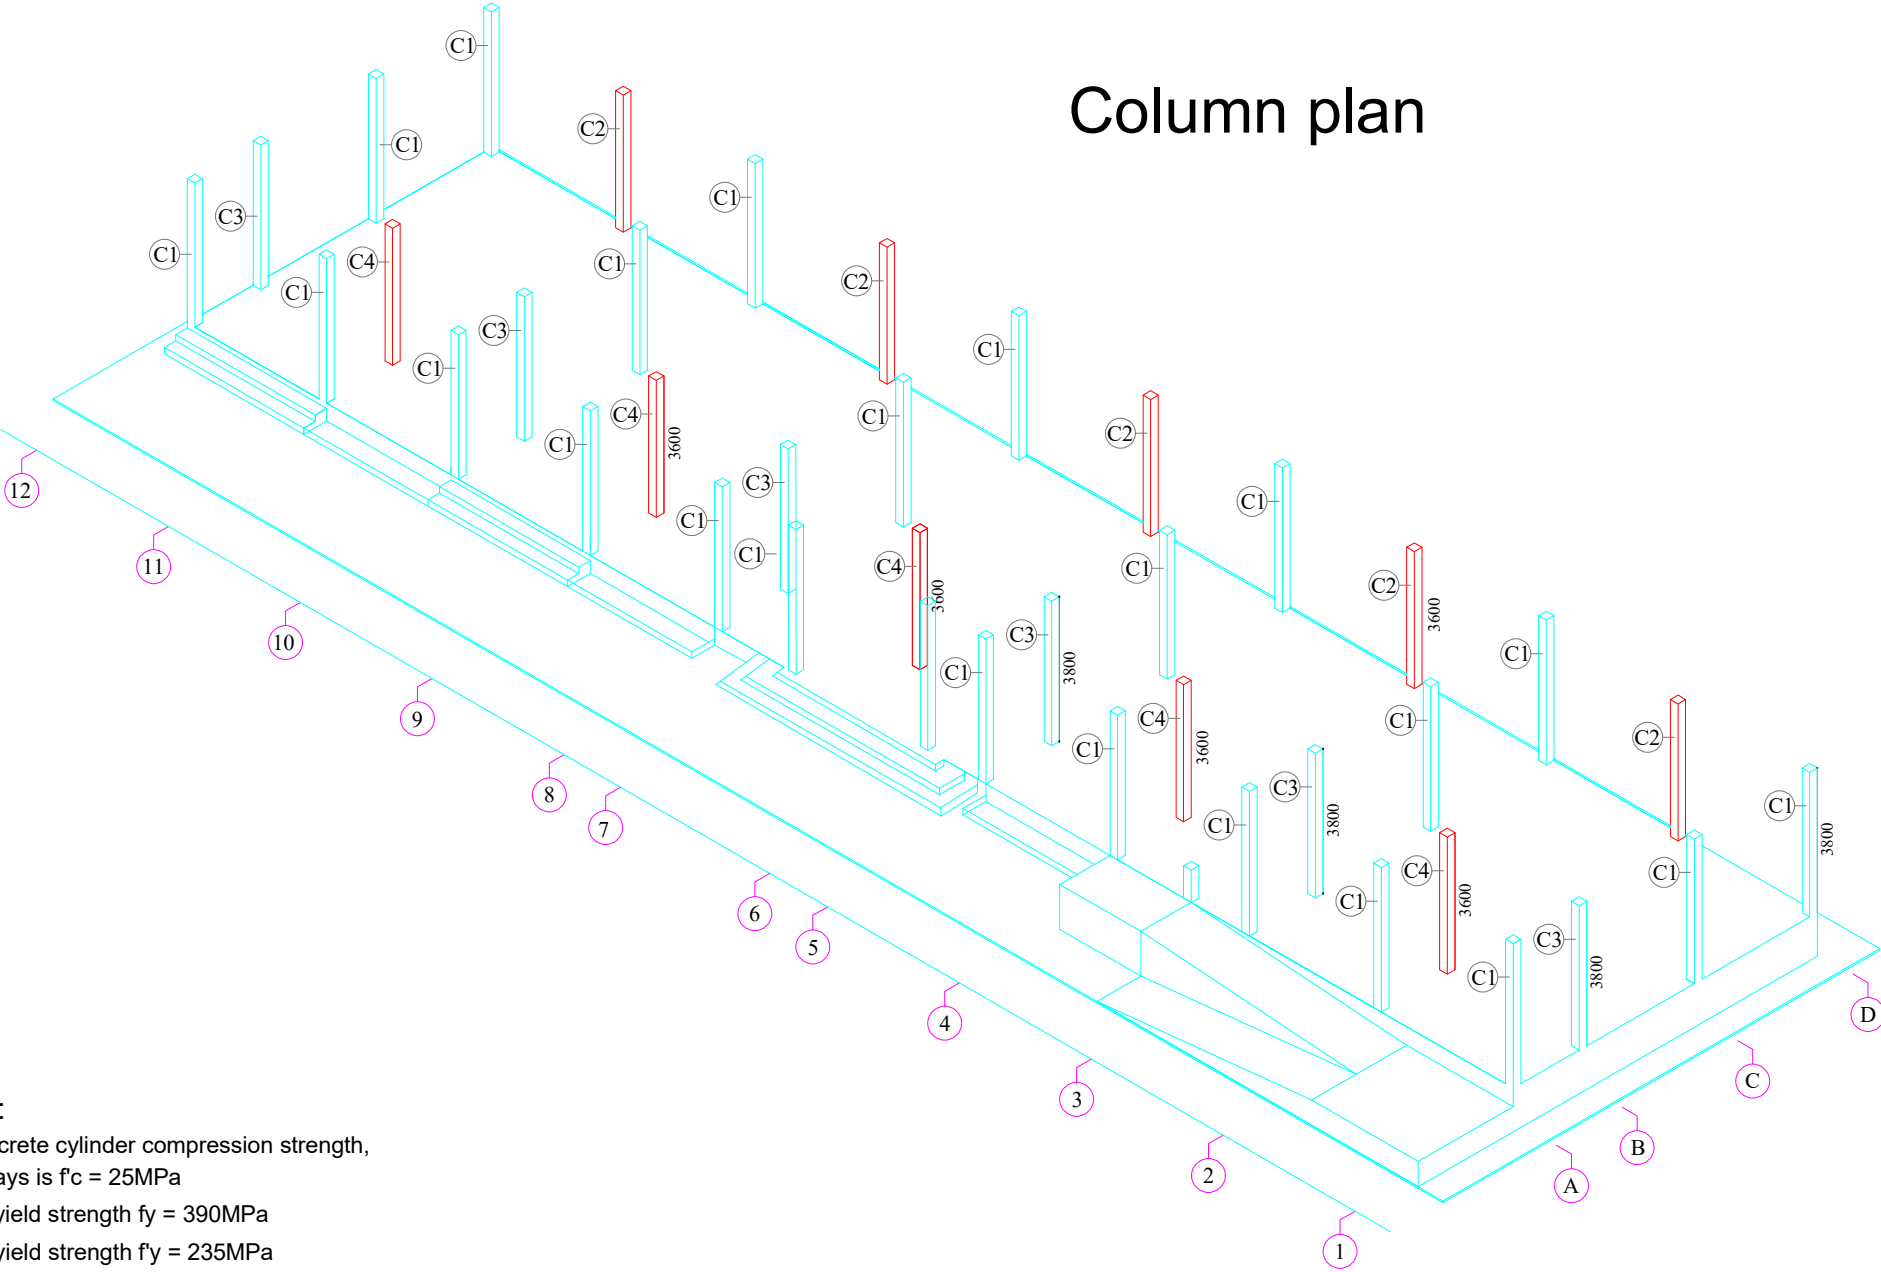 Column plan
C1
C2
C1
C1
C3
C1
C2
C1
C4
C1
C1
C1
C3
C2
C1
C4
3600
C1
C1
C2
C3
C1
C1
C1
C4
3600
C1
C2
3600
C3
3800
C1
C1
C4
3600
C1
C1
C2
C3
3800
C1
C1
3800
C4
3600
C1
C1
C3
3800
C1
12
11
10
9
8
7
6
5
4
3
2
1
A
B
C
D
:
crete cylinder compression strength,
ays is f'c = 25MPa
yield strength fy = 390MPa
yield strength f'y = 235MPa